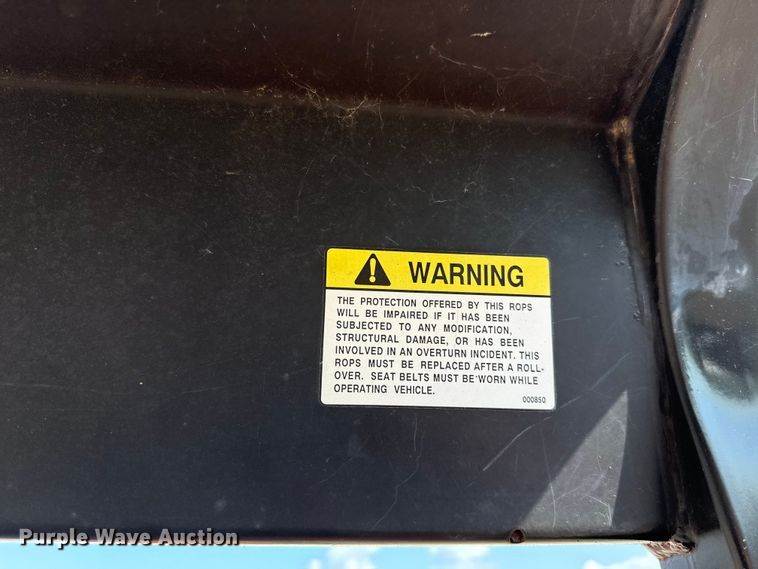 WARNING
THE PROTECTION OFFERED BY THIS ROPS
WILL BE IMPAIRED IF IT HAS BEEN
SUBJECTED TO ANY MODIFICATION,
STRUCTURAL DAMAGE, OR HAS BEEN
INVOLVED IN AN OVERTURN INCIDENT. THIS
ROPS MUST BE REPLACED AFTER A ROLL-
OVER. SEAT BELTS MUST BE WORN WHILE
OPERATING VEHICLE.
000850
Purple Wave Auction